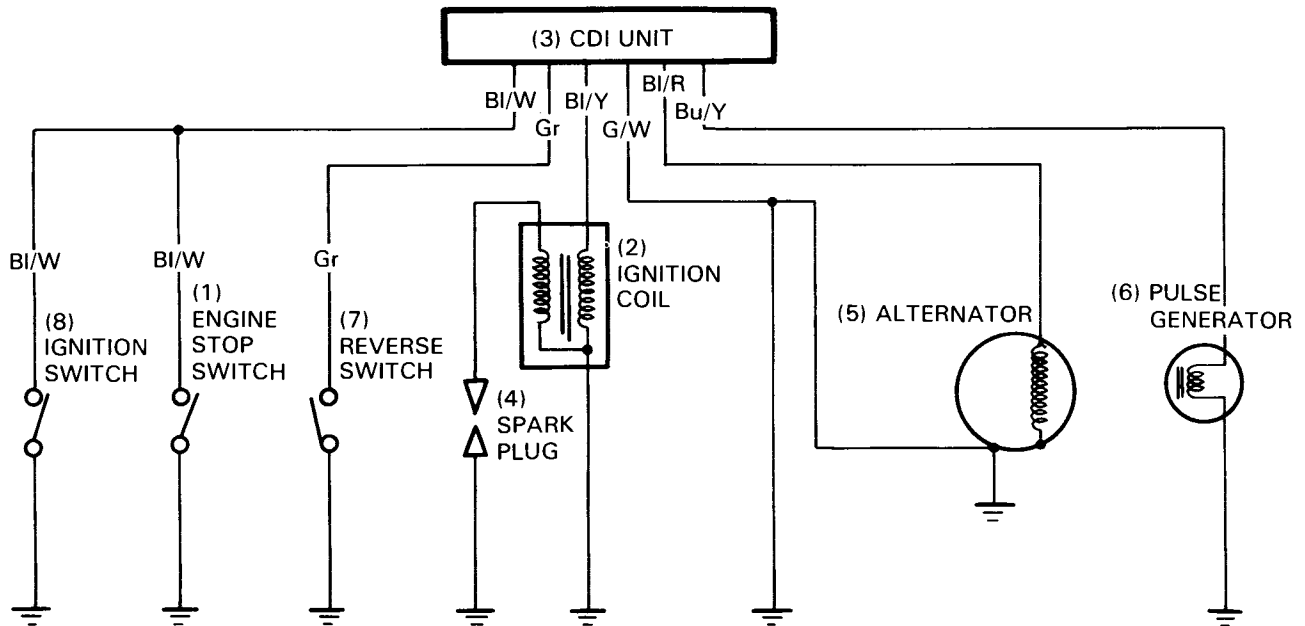 (3) CDI UNIT
Bl/W
Gr
Bl/Y
G/W
Bl/R
Bu/Y
Bl/W
Bl/W
Gr
(8)
IGNITION
SWITCH
(1)
ENGINE
STOP
SWITCH
(7)
REVERSE
SWITCH
(4)
SPARK
PLUG
(2)
IGNITION
COIL
(5) ALTERNATOR
(6) PULSE
GENERATOR